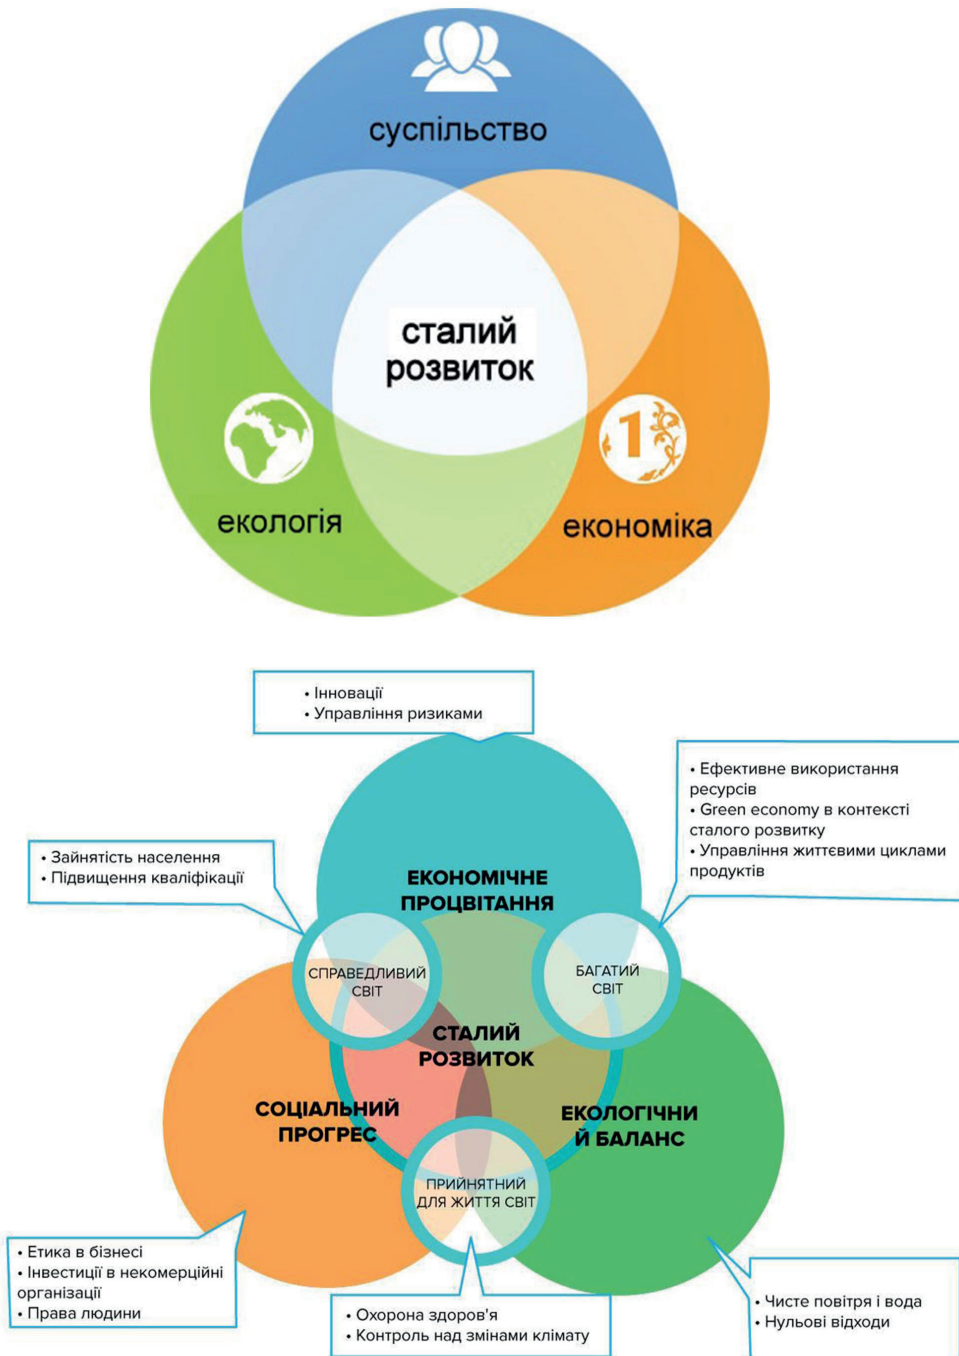 суспільство
сталий
розвиток
екологія
1
економіка
• Інновації
• Управління ризиками
• Ефективне використання
ресурсів
• Green economy в контексті
сталого розвитку
• Управління життєвими циклами
продуктів
• Зайнятість населення
• Підвищення кваліфікації
ЕКОНОМІЧНЕ
ПРОЦВІТАННЯ
СПРАВЕДЛИВИЙ
СВІТ
БАГАТИЙ
СВІТ
СТАЛИЙ
РОЗВИТОК
СОЦІАЛЬНИЙ
ПРОГРЕС
ЕКОЛОГІЧНИ
Й БАЛАНС
ПРИЙНЯТНИЙ
ДЛЯ ЖИТТЯ СВІТ
• Етика в бізнесі
• Інвестиції в некомерційні
організації
• Права людини
• Охорона здоров'я
• Контроль над змінами клімату
• Чисте повітря і вода
• Нульові відходи